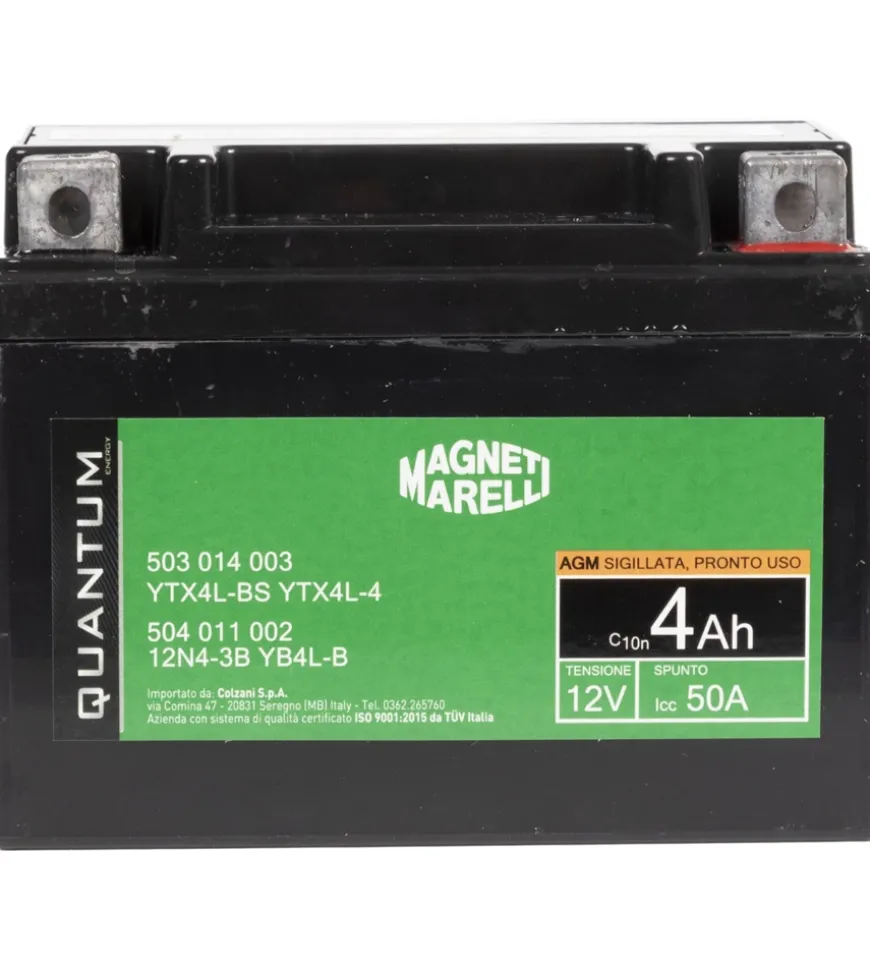 MAGNETI
MARELLI
QUANTUM
ENERGY
503 014 003
YTX4L-BS YTX4L-4
504 011 002
12N4-3B YB4L-B
Importato da: Colzani S.p.A.
via Comina 47 - 20831 Seregno (MB) Italy - Tel. 0362.265760
Azienda con sistema di qualità certificato ISO 9001:2015 da TÜV Italia
AGM SIGILLATA, PRONTO USO
C10n 4Ah
TENSIONE
12V
SPUNTO
Icc 50A